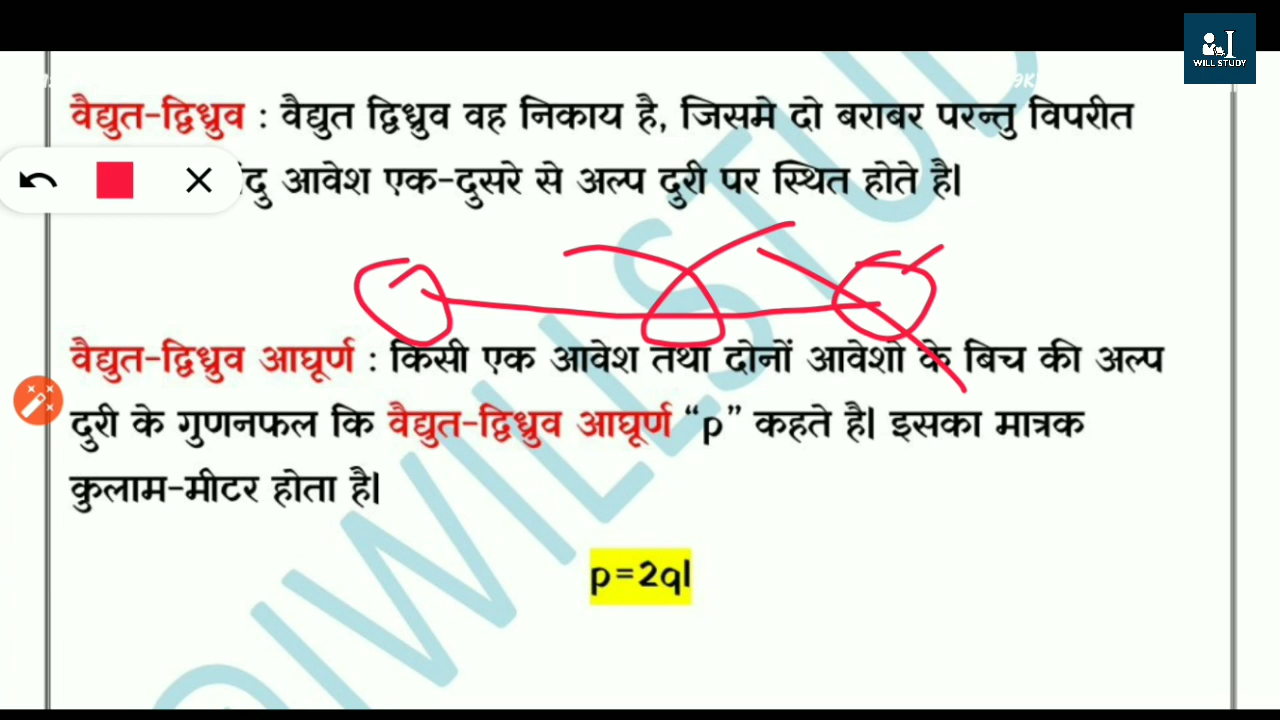 WILL STUDY
वैद्युत-द्विध्रुव : वैद्युत द्विध्रुव वह निकाय है, जिसमे दो बराबर परन्तु विपरीत
आवेश एक-दुसरे से अल्प दुरी पर स्थित होते है।
वैद्युत-द्विध्रुव आघूर्ण : किसी एक आवेश तथा दोनों आवेशो के बिच की अल्प
दुरी के गुणनफल कि वैद्युत-द्विध्रुव आघूर्ण “p” कहते है। इसका मात्रक
कुलाम-मीटर होता है।
p=2ql